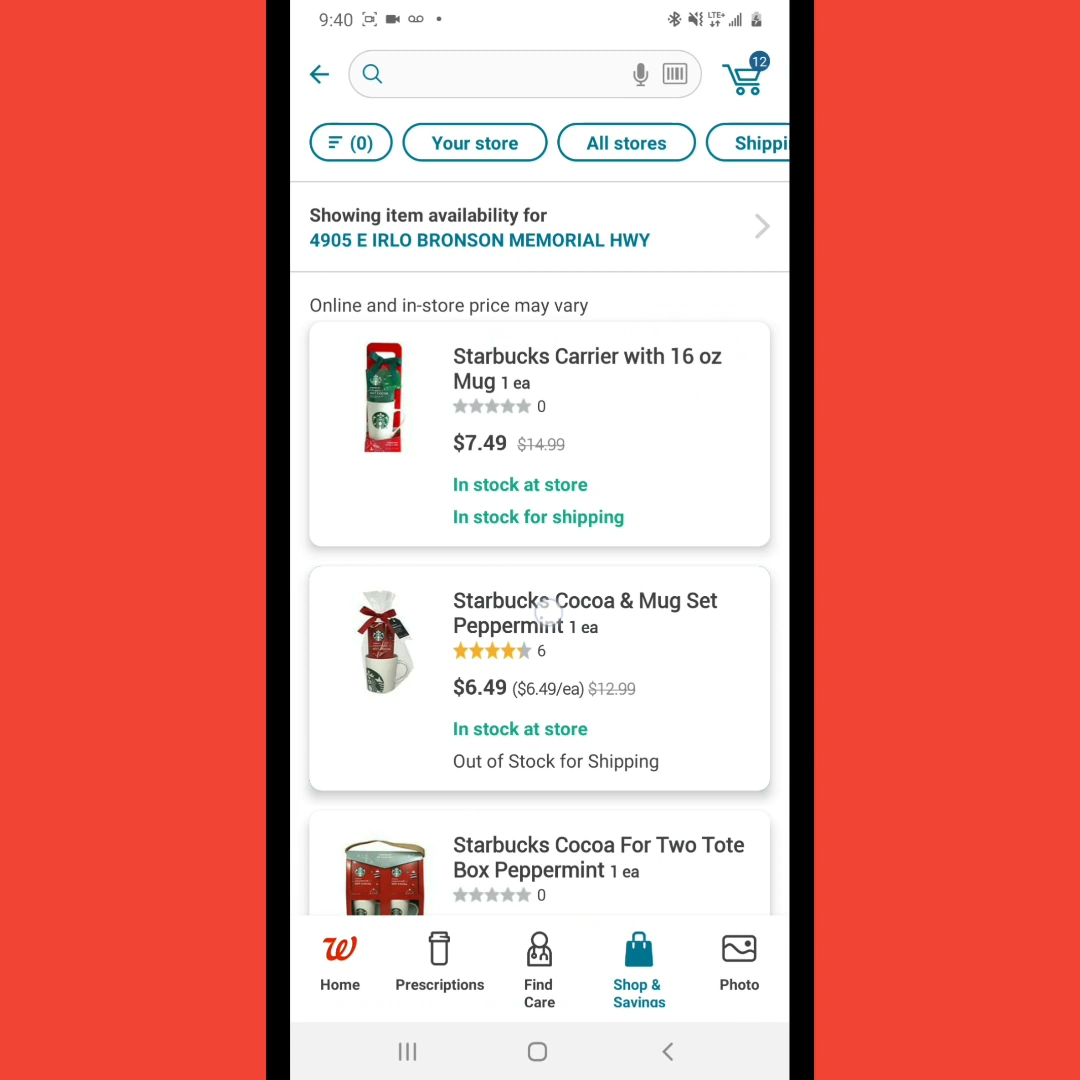 9:40
LTE+
12
(0) Your store All stores Shippi
Showing item availability for
4905 E IRLO BRONSON MEMORIAL HWY
Online and in-store price may vary
Starbucks Carrier with 16 oz
Mug 1 ea
0
$7.49 $14.99
In stock at store
In stock for shipping
Starbucks Cocoa & Mug Set
Peppermint 1 ea
6
$6.49 ($6.49/ea) $12.99
In stock at store
Out of Stock for Shipping
Starbucks Cocoa For Two Tote
Box Peppermint 1 ea
0
W
Home Prescriptions Find Care Shop & Savings Photo